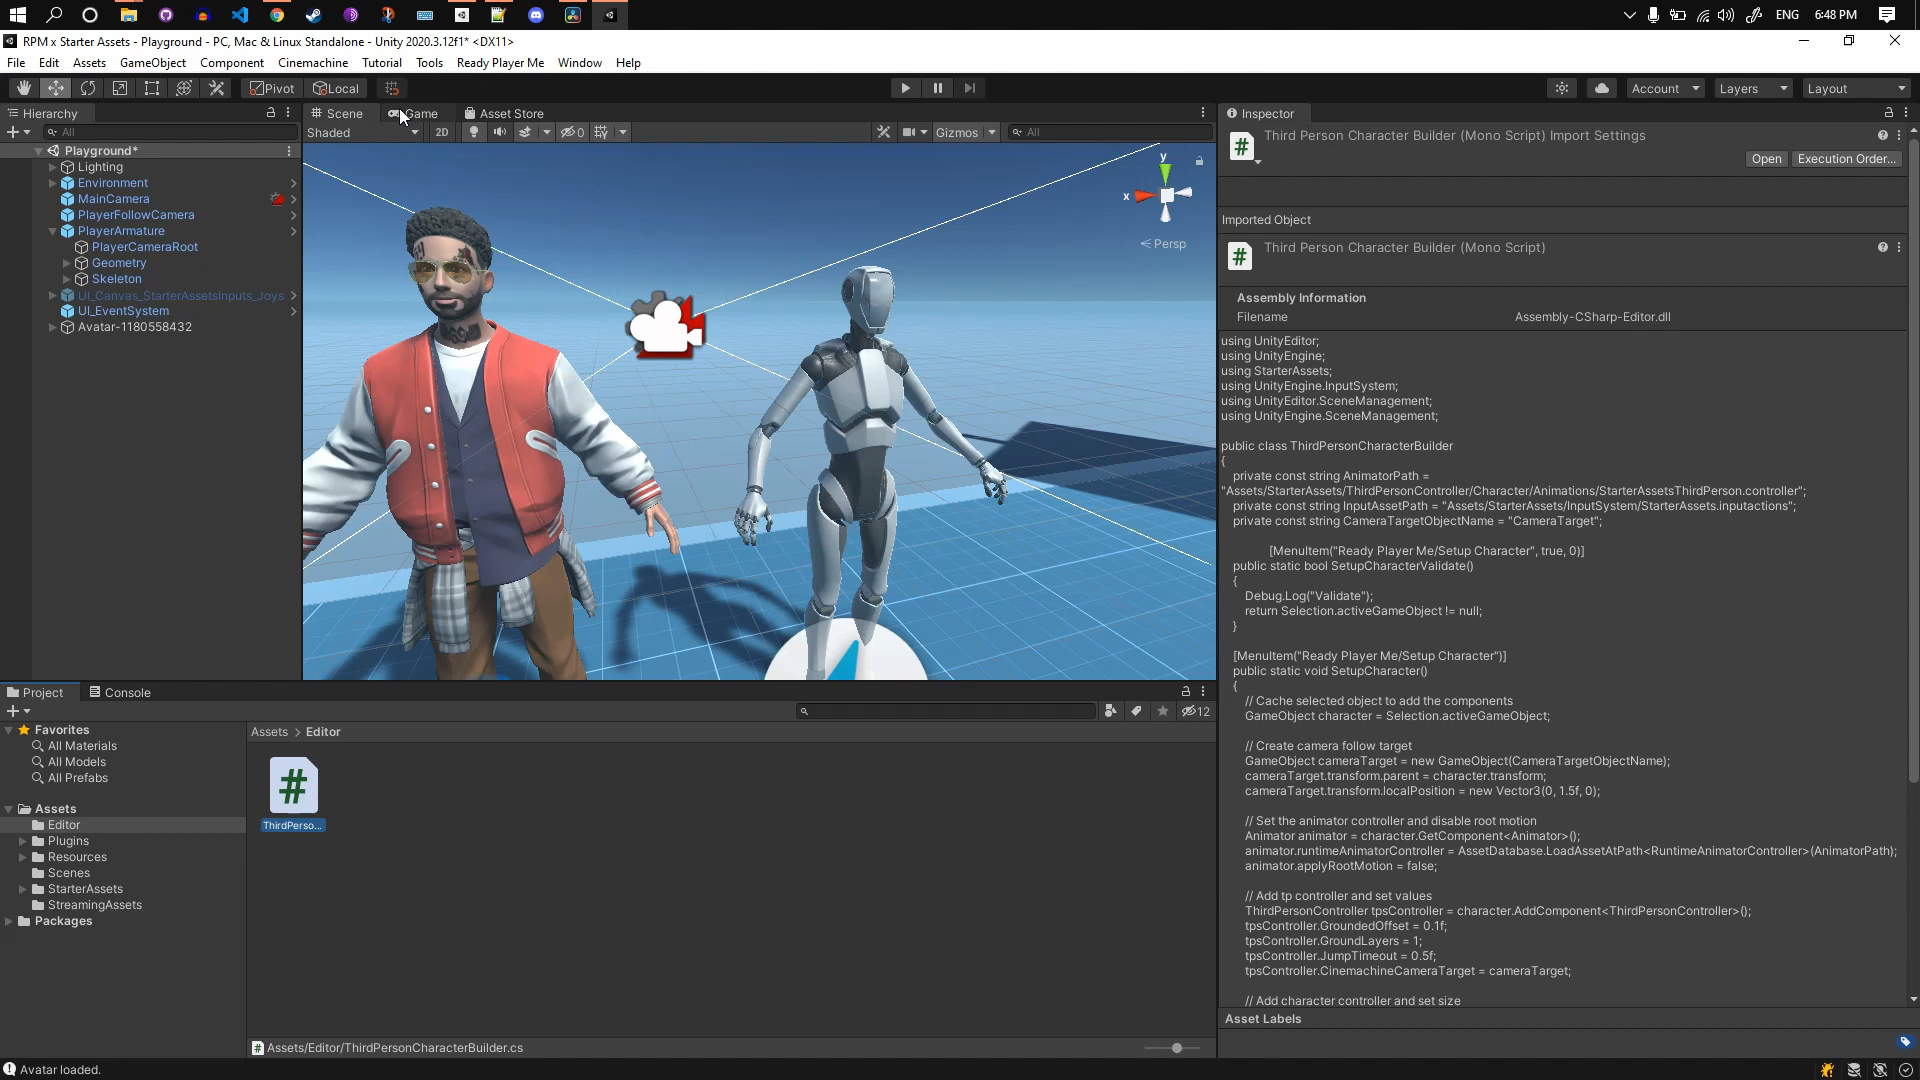 ENG
6:48 PM
RPM x Starter Assets - Playground - PC, Mac & Linux Standalone - Unity 2020.3.12f1* <DX11>
File Edit Assets GameObject Component Cinemachine Tutorial Tools Ready Player Me Window Help
Pivot Local
Account Layers Layout
Hierarchy
All
Playground*
Lighting
Environment
MainCamera
PlayerFollowCamera
PlayerArmature
PlayerCameraRoot
Geometry
Skeleton
UI_Canvas_StarterAssetsInputs_Joys
UI_EventSystem
Avatar-1180558432
Scene Game Asset Store
Shaded 2D 0 Gizmos All
y
x
Persp
Inspector
Third Person Character Builder (Mono Script) Import Settings
Open Execution Order...
Imported Object
Third Person Character Builder (Mono Script)
Assembly Information
Filename Assembly-CSharp-Editor.dll
using UnityEditor;
using UnityEngine;
using StarterAssets;
using UnityEngine.InputSystem;
using UnityEditor.SceneManagement;
using UnityEngine.SceneManagement;
public class ThirdPersonCharacterBuilder
{
private const string AnimatorPath =
"Assets/StarterAssets/ThirdPersonController/Character/Animations/StarterAssetsThirdPerson.controller";
private const string InputAssetPath = "Assets/StarterAssets/InputSystem/StarterAssets.inputactions";
private const string CameraTargetObjectName = "CameraTarget";
[MenuItem("Ready Player Me/Setup Character", true, 0)]
public static bool SetupCharacterValidate()
{
Debug.Log("Validate");
return Selection.activeGameObject != null;
}
[MenuItem("Ready Player Me/Setup Character")]
public static void SetupCharacter()
{
// Cache selected object to add the components
GameObject character = Selection.activeGameObject;
// Create camera follow target
GameObject cameraTarget = new GameObject(CameraTargetObjectName);
cameraTarget.transform.parent = character.transform;
cameraTarget.transform.localPosition = new Vector3(0, 1.5f, 0);
// Set the animator controller and disable root motion
Animator animator = character.GetComponent<Animator>();
animator.runtimeAnimatorController = AssetDatabase.LoadAssetAtPath<RuntimeAnimatorController>(AnimatorPath);
animator.applyRootMotion = false;
// Add tp controller and set values
ThirdPersonController tpsController = character.AddComponent<ThirdPersonController>();
tpsController.GroundedOffset = 0.1f;
tpsController.GroundLayers = 1;
tpsController.JumpTimeout = 0.5f;
tpsController.CinemachineCameraTarget = cameraTarget;
// Add character controller and set size
Asset Labels
Project Console
12
Favorites
All Materials
All Models
All Prefabs
Assets
Editor
Plugins
Resources
Scenes
StarterAssets
StreamingAssets
Packages
Assets > Editor
ThirdPerso...
Assets/Editor/ThirdPersonCharacterBuilder.cs
Avatar loaded.